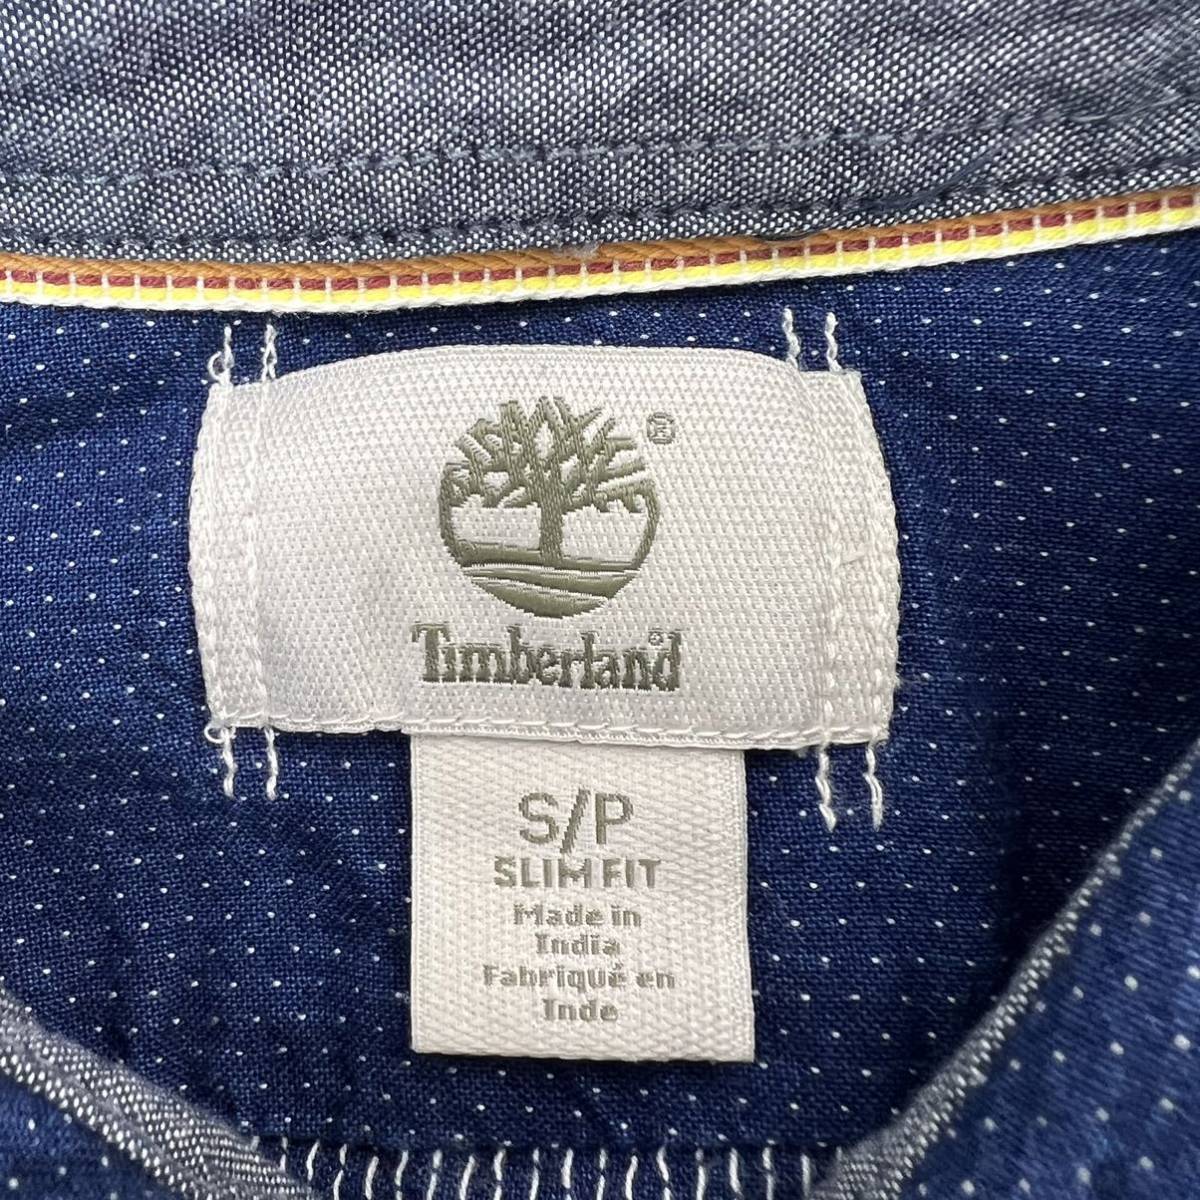 ®
Timberland®
S/P
SLIM FIT
Made in
India
Fabriqué en
Inde